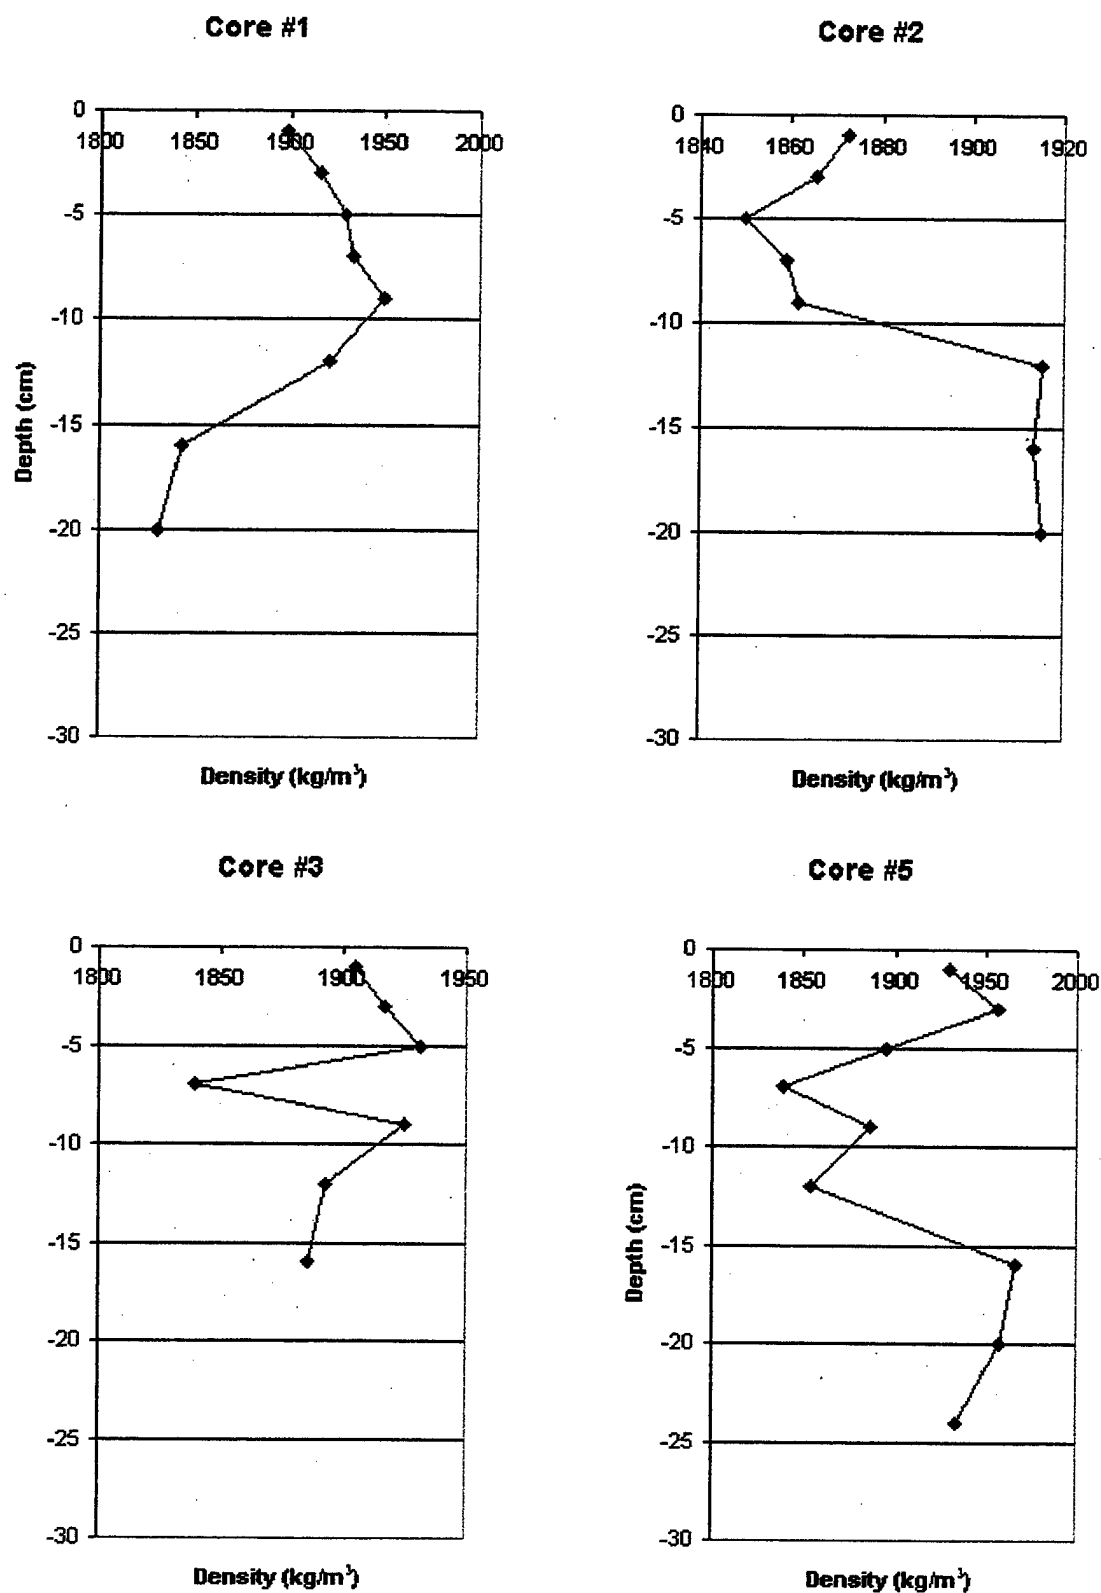 Core #1
Core #2
0
1800 1850 1900 1950 2000
-5
-10
-15
-20
-25
-30
Depth (cm)
Density (kg/m³)
0
1840 1860 1880 1900 1920
-5
-10
-15
-20
-25
-30
Density (kg/m³)
Core #3
Core #5
0
1800 1850 1900 1950
-5
-10
-15
-20
-25
-30
Density (kg/m³)
0
1800 1850 1900 1950 2000
-5
-10
-15
-20
-25
-30
Depth (cm)
Density (kg/m³)